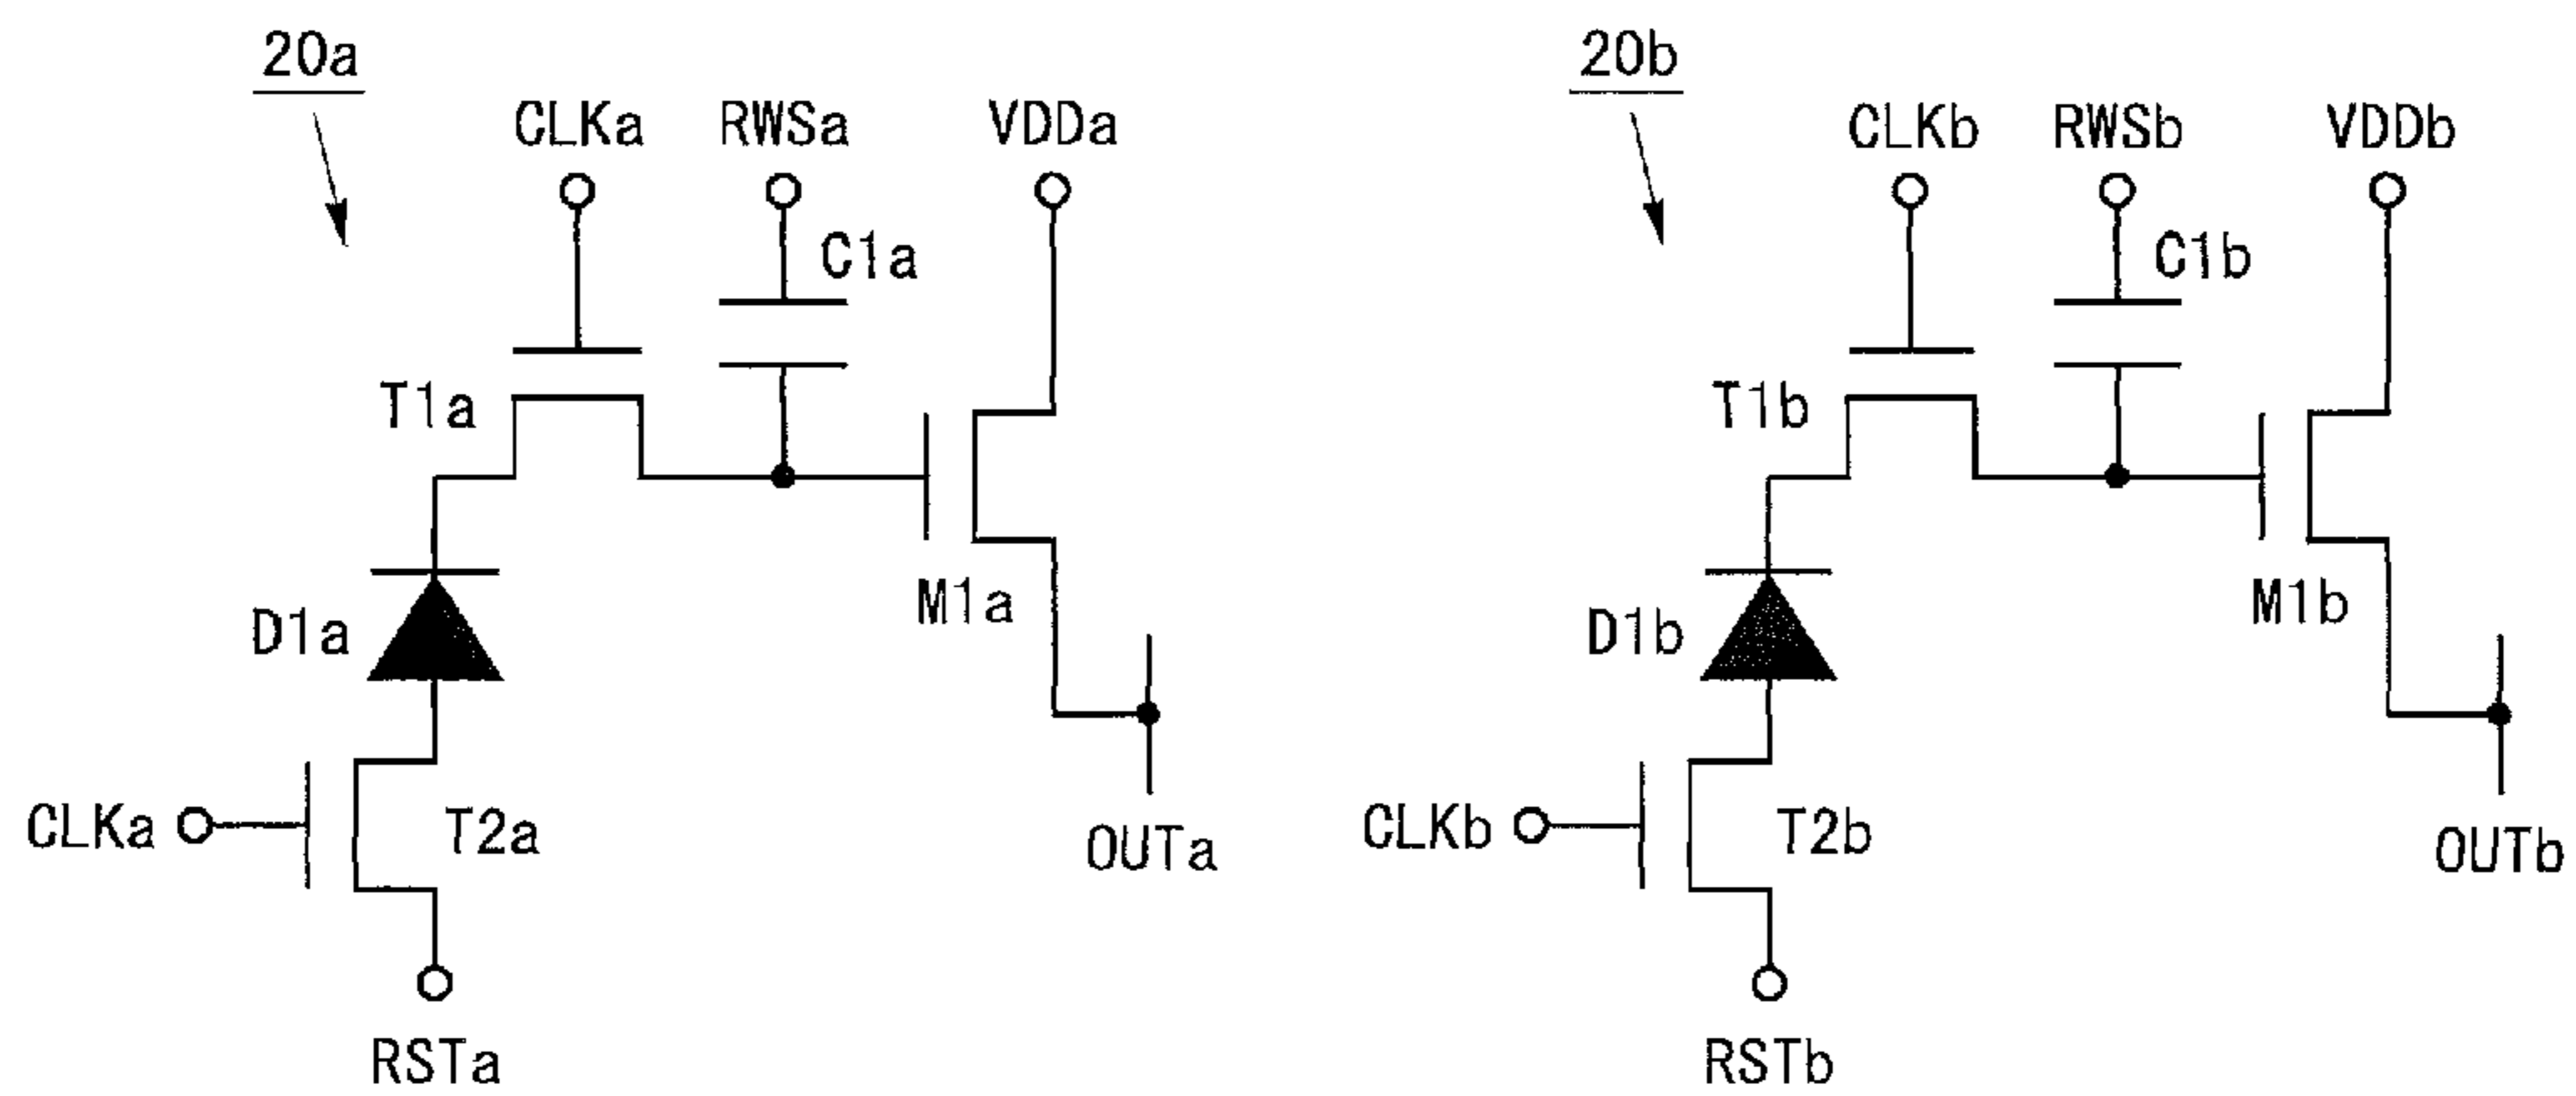 20a
CLKa RWSa VDDa
C1a
T1a
D1a
M1a
CLKa
T2a
OUTa
RSTa
20b
CLKb RWSb VDDb
C1b
T1b
D1b
M1b
CLKb
T2b
OUTb
RSTb